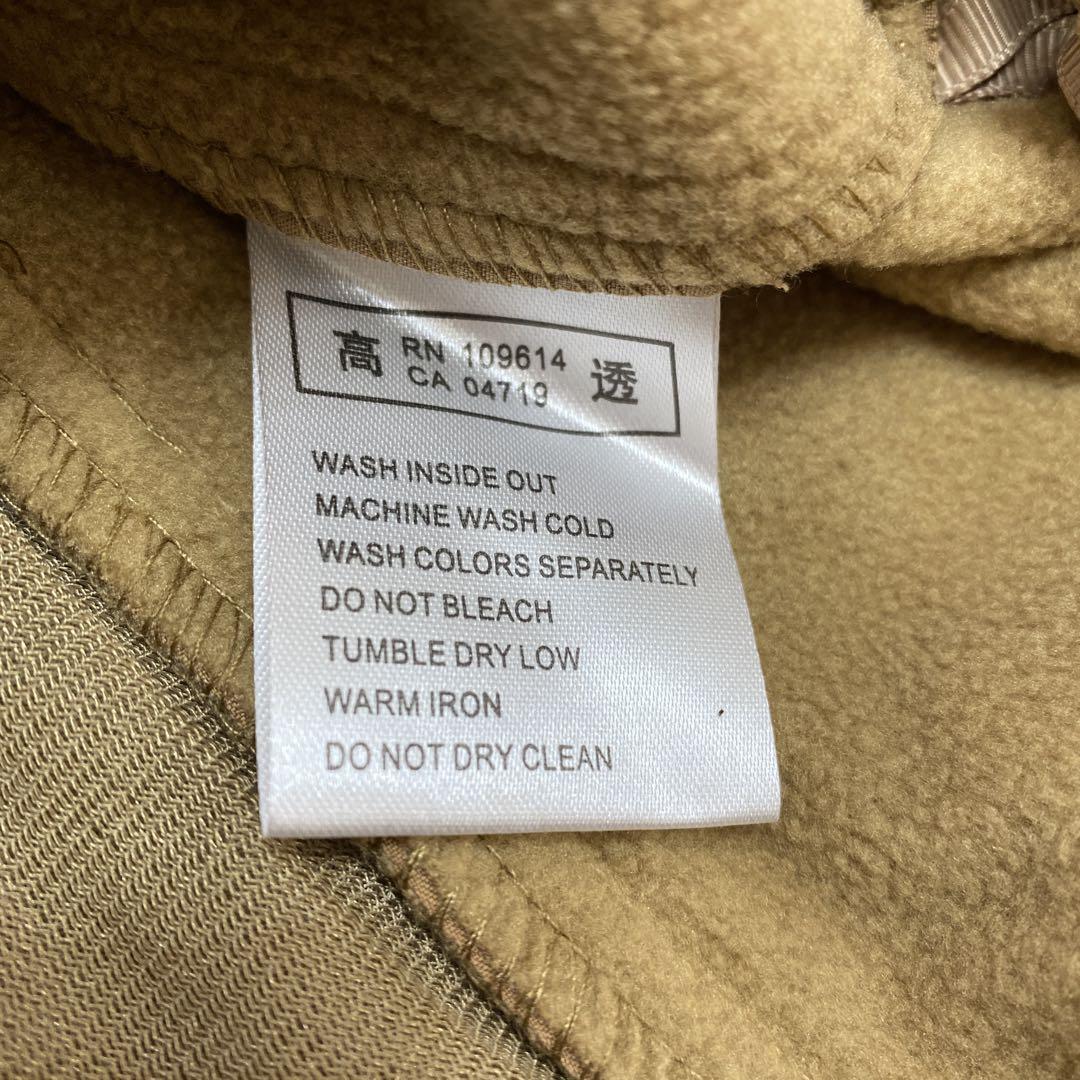 高 RN 109614 透
CA 04719
WASH INSIDE OUT
MACHINE WASH COLD
WASH COLORS SEPARATELY
DO NOT BLEACH
TUMBLE DRY LOW
WARM IRON
DO NOT DRY CLEAN